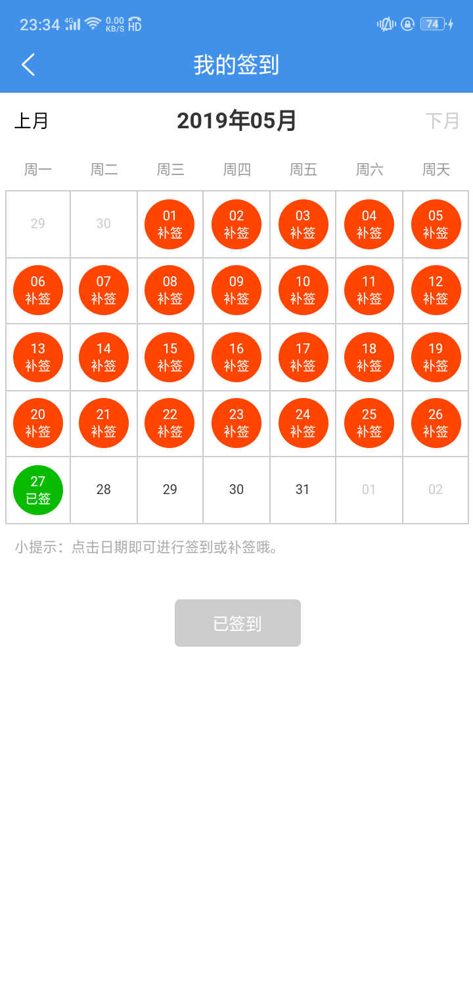 23:34 4G 0.00 KB/S HD 74
我的签到
上月 2019年05月 下月
周一 周二 周三 周四 周五 周六 周天
29 30 01 02 03 04 05
补签 补签 补签 补签 补签
06 07 08 09 10 11 12
补签 补签 补签 补签 补签 补签 补签
13 14 15 16 17 18 19
补签 补签 补签 补签 补签 补签 补签
20 21 22 23 24 25 26
补签 补签 补签 补签 补签 补签 补签
27 28 29 30 31 01 02
已签
小提示：点击日期即可进行签到或补签哦。
已签到